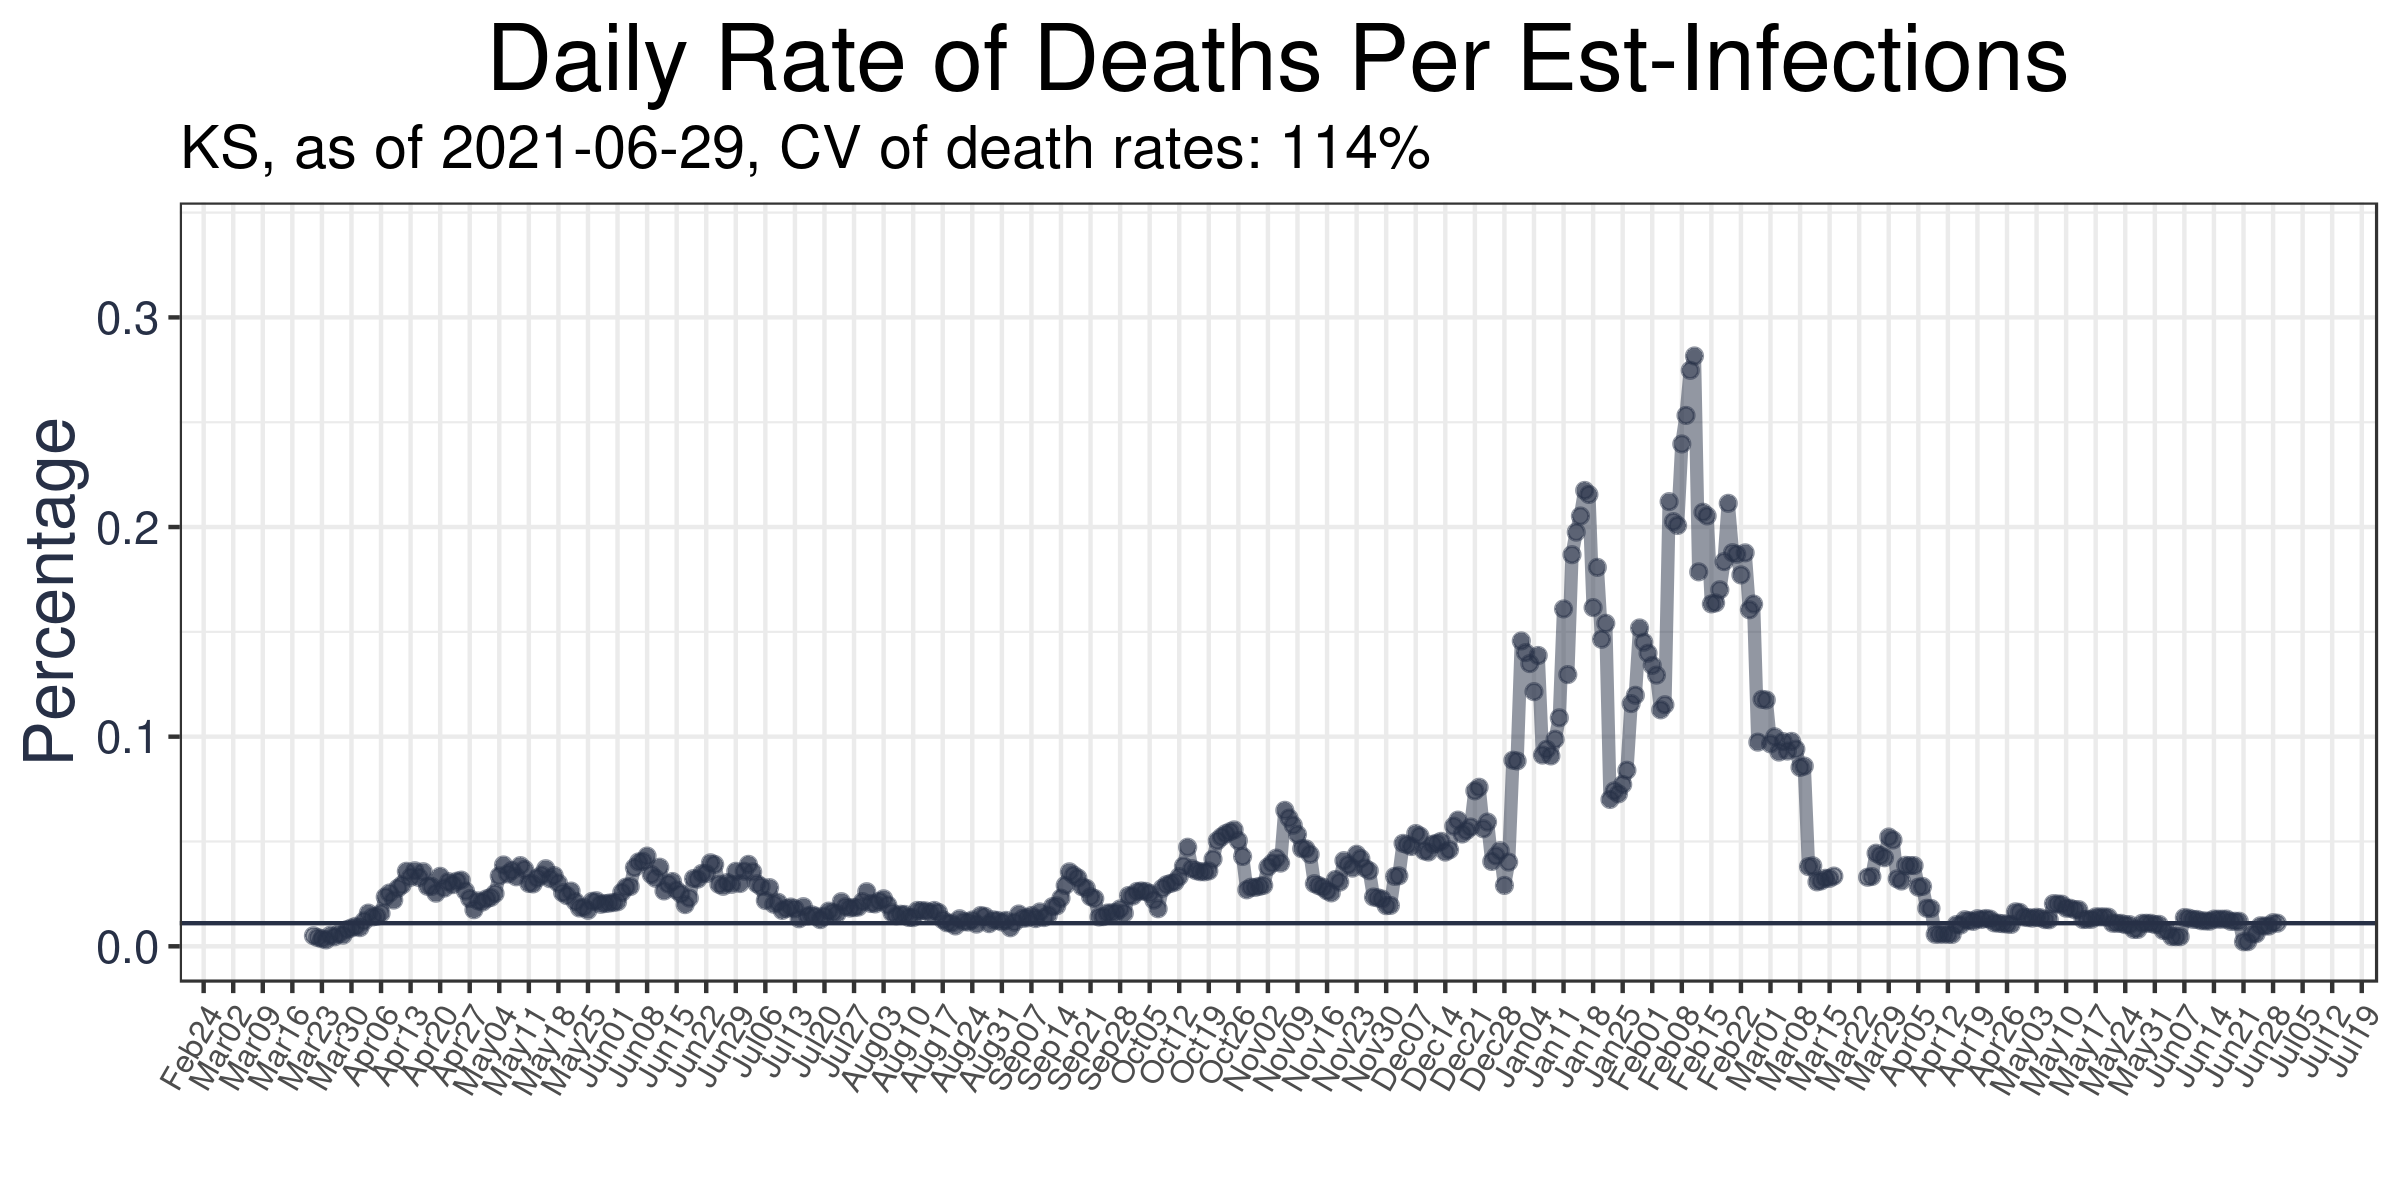 Daily Rate of Deaths Per Est-Infections
KS, as of 2021-06-29, CV of death rates: 114%
Percentage
0.3
0.2
0.1
0.0
Feb24
Mar02
Mar09
Mar16
Mar23
Mar30
Apr06
Apr13
Apr20
Apr27
May04
May11
May18
May25
Jun01
Jun08
Jun15
Jun22
Jun29
Jul06
Jul13
Jul20
Jul27
Aug03
Aug10
Aug17
Aug24
Aug31
Sep07
Sep14
Sep21
Sep28
Oct05
Oct12
Oct19
Oct26
Nov02
Nov09
Nov16
Nov23
Nov30
Dec07
Dec14
Dec21
Dec28
Jan04
Jan11
Jan18
Jan25
Feb01
Feb08
Feb15
Feb22
Mar01
Mar08
Mar15
Mar22
Mar29
Apr05
Apr12
Apr19
Apr26
May03
May10
May17
May24
May31
Jun07
Jun14
Jun21
Jun28
Jul05
Jul12
Jul19